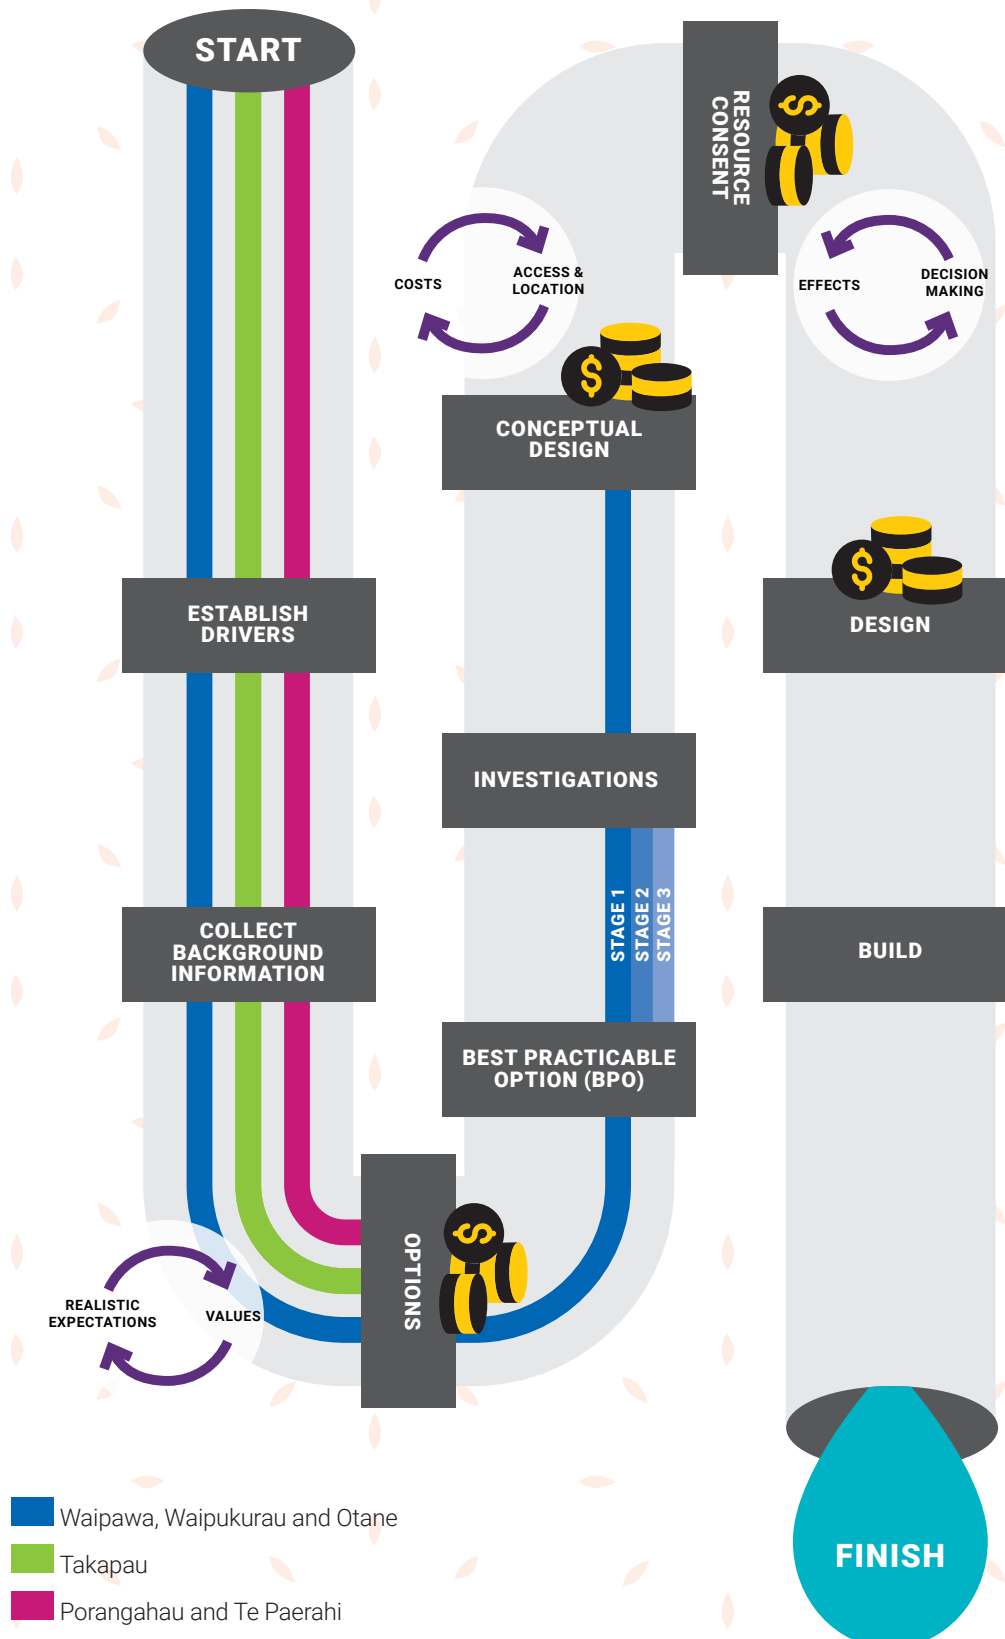 START
ESTABLISH
DRIVERS
COLLECT
BACKGROUND
INFORMATION
REALISTIC
EXPECTATIONS
VALUES
OPTIONS
$
BEST PRACTICABLE
OPTION (BPO)
STAGE 1
STAGE 2
STAGE 3
INVESTIGATIONS
CONCEPTUAL
DESIGN
$
COSTS
ACCESS &
LOCATION
RESOURCE
CONSENT
$
EFFECTS
DECISION
MAKING
DESIGN
$
BUILD
FINISH
Waipawa, Waipukurau and Otane
Takapau
Porangahau and Te Paerahi